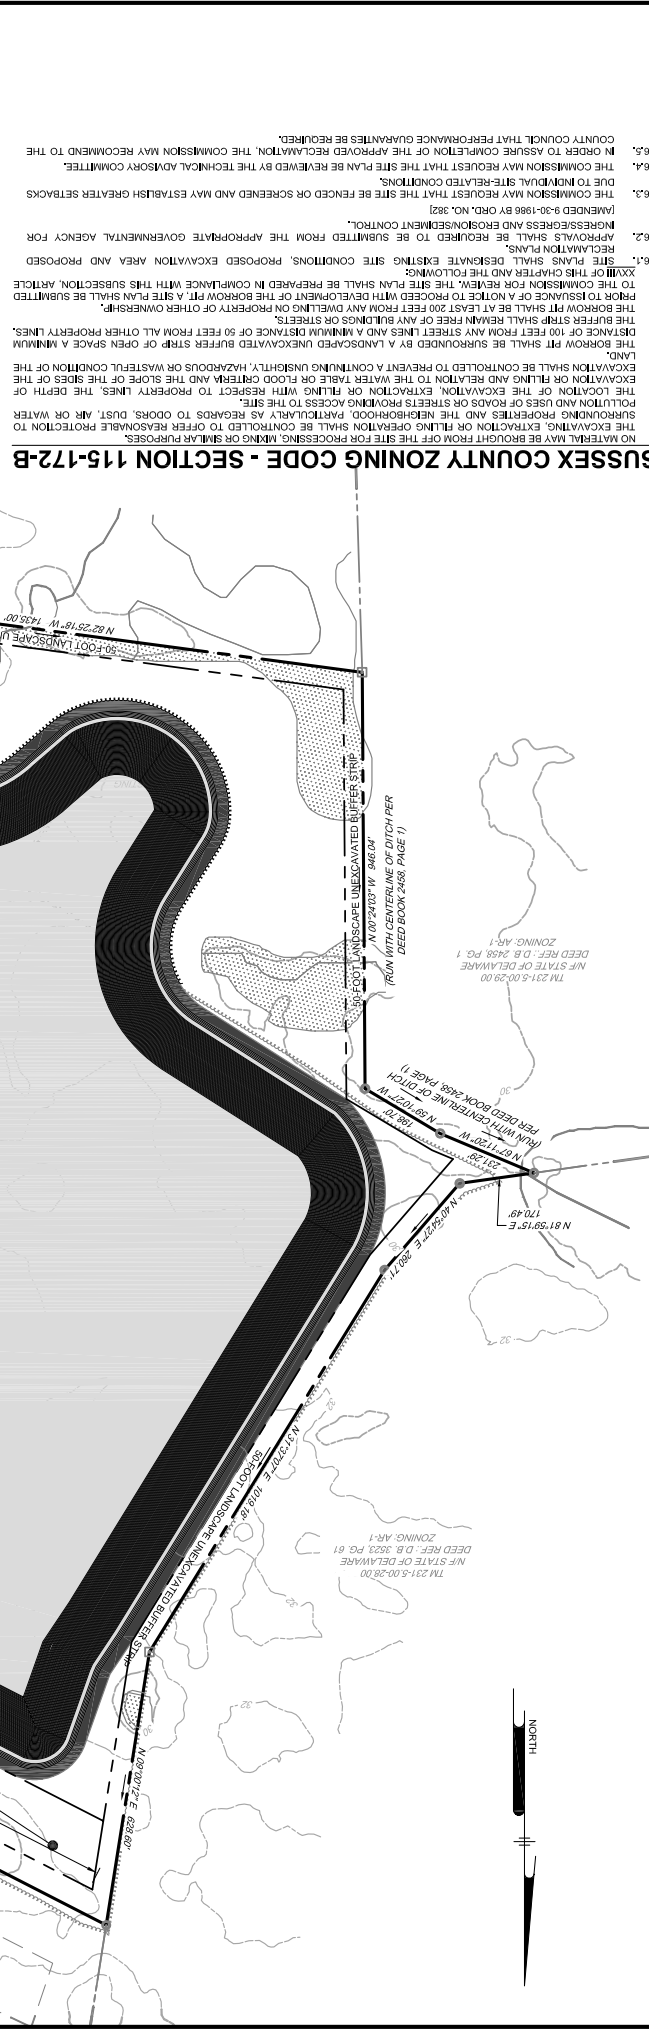 SUSSEX COUNTY ZONING CODE - SECTION 115-172-B
NO MATERIAL MAY BE BROUGHT FROM OFF THE SITE FOR PROCESSING, MIXING OR SIMILAR PURPOSES.
THE EXCAVATING, EXTRACTION OR FILLING OPERATION SHALL BE CONTROLLED TO OFFER REASONABLE PROTECTION TO
SURROUNDING PROPERTIES AND THE NEIGHBORHOOD, PARTICULARLY AS REGARDS TO ODORS, DUST, AIR OR WATER
POLLUTION AND USES OF ROADS OR STREETS PROVIDING ACCESS TO THE SITE.
THE LOCATION OF THE EXCAVATION, EXTRACTION OR FILLING WITH RESPECT TO PROPERTY LINES, THE DEPTH OF
EXCAVATION OR FILLING AND RELATION TO THE WATER TABLE OR FLOOD CRITERIA AND THE SLOPE OF THE SIDES OF THE
EXCAVATION SHALL BE CONTROLLED TO PREVENT A CONTINUING UNSIGHTLY, HAZARDOUS OR WASTEFUL CONDITION OF THE
LAND.
THE BORROW PIT SHALL BE SURROUNDED BY A LANDSCAPED UNEXCAVATED BUFFER STRIP OF OPEN SPACE A MINIMUM
DISTANCE OF 100 FEET FROM ANY STREET LINES AND A MINIMUM DISTANCE OF 50 FEET FROM ALL OTHER PROPERTY LINES.
THE BUFFER STRIP SHALL REMAIN FREE OF ANY BUILDINGS OR STREETS.
THE BORROW PIT SHALL BE AT LEAST 200 FEET FROM ANY DWELLING ON PROPERTY OF OTHER OWNERSHIP.
PRIOR TO ISSUANCE OF A NOTICE TO PROCEED WITH DEVELOPMENT OF THE BORROW PIT, A SITE PLAN SHALL BE SUBMITTED
TO THE COMMISSION FOR REVIEW. THE SITE PLAN SHALL BE PREPARED IN COMPLIANCE WITH THIS SUBSECTION, ARTICLE
XXVIII OF THIS CHAPTER AND THE FOLLOWING:
6.1. SITE PLANS SHALL DESIGNATE EXISTING SITE CONDITIONS, PROPOSED EXCAVATION AREA AND PROPOSED
RECLAMATION PLANS.
6.2. APPROVALS SHALL BE REQUIRED TO BE SUBMITTED FROM THE APPROPRIATE GOVERNMENTAL AGENCY FOR
INGRESS/EGRESS AND EROSION/SEDIMENT CONTROL.
[AMENDED 9-30-1986 BY ORD. NO. 382]
6.3. THE COMMISSION MAY REQUEST THAT THE SITE BE FENCED OR SCREENED AND MAY ESTABLISH GREATER SETBACKS
DUE TO INDIVIDUAL SITE-RELATED CONDITIONS.
6.4. THE COMMISSION MAY REQUEST THAT THE SITE PLAN BE REVIEWED BY THE TECHNICAL ADVISORY COMMITTEE.
6.5. IN ORDER TO ASSURE COMPLETION OF THE APPROVED RECLAMATION, THE COMMISSION MAY RECOMMEND TO THE
COUNTY COUNCIL THAT PERFORMANCE GUARANTIES BE REQUIRED.
N 82°25'18" W 1435.00'
50-FOOT LANDSCAPE U
50-FOOT LANDSCAPE UNEXCAVATED BUFFER STRIP
N 00°24'03" W 946.04'
(RUN WITH CENTERLINE OF DITCH PER
DEED BOOK 2458, PAGE 1)
TM 231-5.00-29.00
N/F STATE OF DELAWARE
DEED REF.: D.B. 2458, PG. 1
ZONING: AR-1
30
N 59°10'27" W
198.70'
N 67°11'20" W
231.29'
(RUN WITH CENTERLINE OF DITCH
PER DEED BOOK 2458, PAGE 1)
N 81°59'15" E
170.49'
N 40°54'27" E 260.71'
30
32
N 31°37'07" E 1019.18'
50-FOOT LANDSCAPE UNEXCAVATED BUFFER STRIP
32
TM 231-5.00-28.00
N/F STATE OF DELAWARE
DEED REF.: D.B. 3523, PG. 61
ZONING: AR-1
32
32
30
N 09°00'12" E 628.60'
NORTH